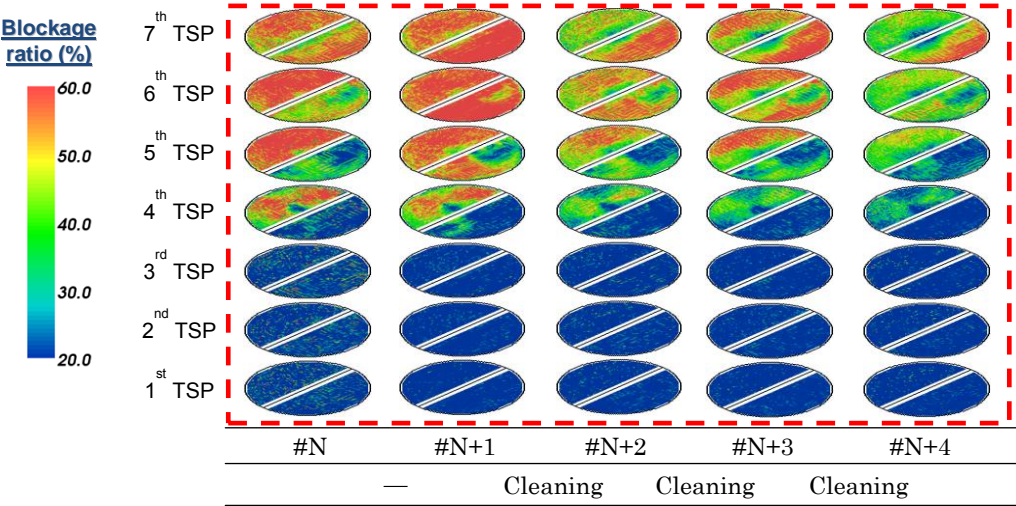 Blockage
ratio (%)
60.0
50.0
40.0
30.0
20.0
7th TSP
6th TSP
5th TSP
4th TSP
3rd TSP
2nd TSP
1st TSP
#N #N+1 #N+2 #N+3 #N+4
— Cleaning Cleaning Cleaning